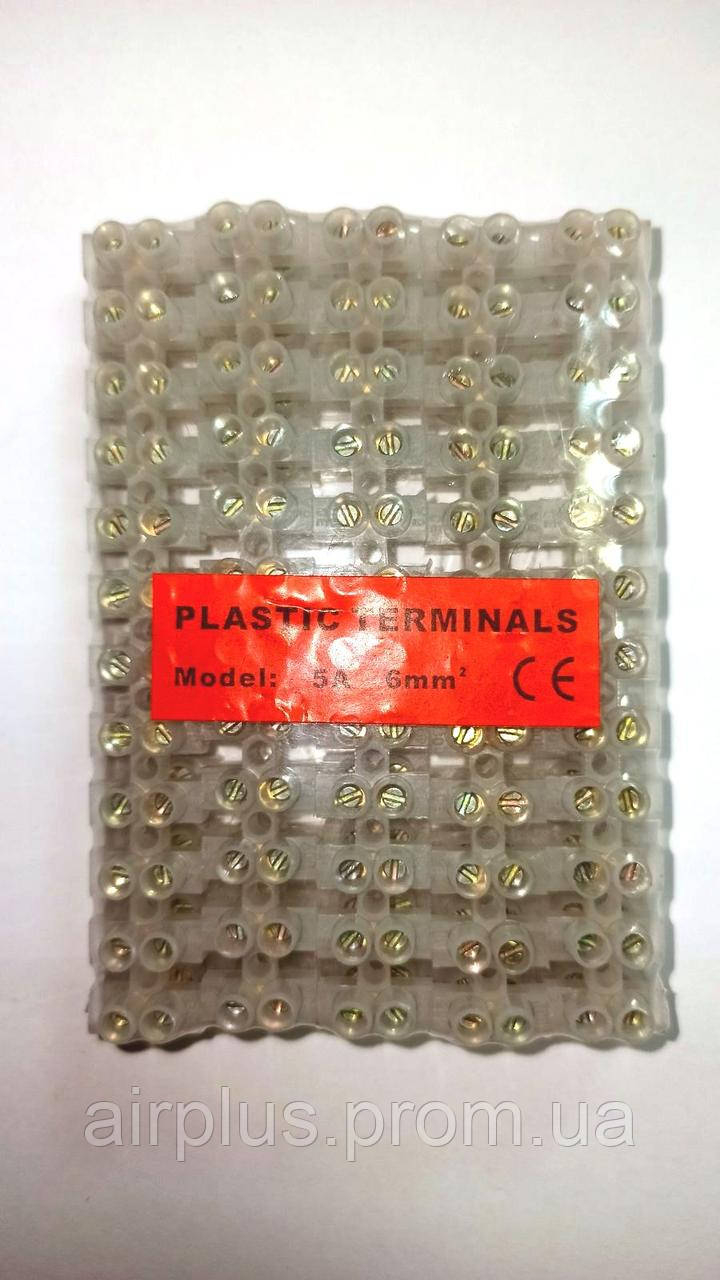 PLASTIC TERMINALS
Model: 5A 6mm² CE
airplus.prom.ua